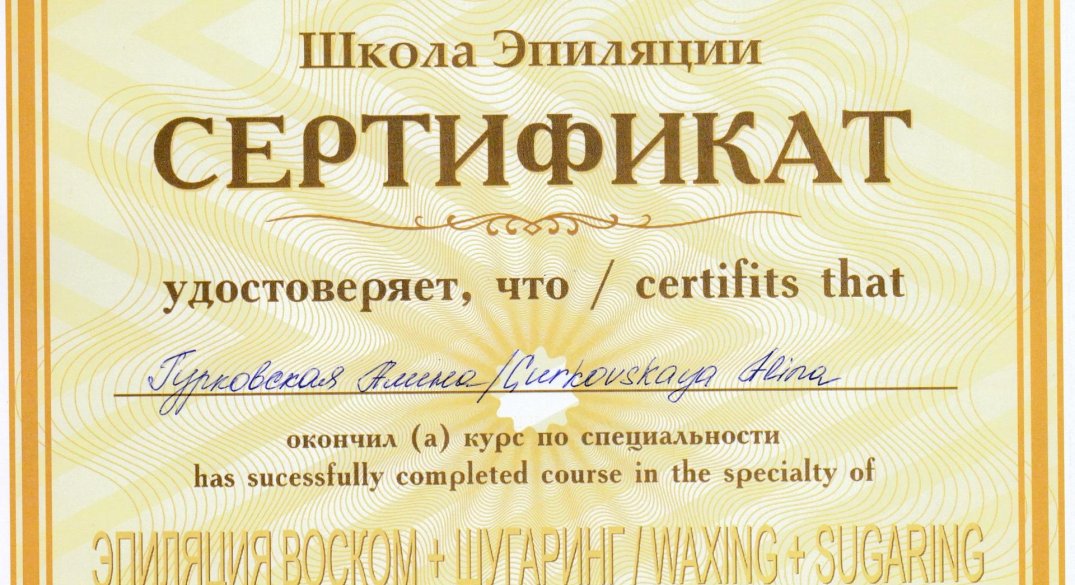 Школа Эпиляции
СЕРТИФИКАТ
удостоверяет, что / certifits that
Гурковская Алина/Gurkovskaya Alina
окончил (а) курс по специальности
has sucessfully completed course in the specialty of
ЭПИЛЯЦИЯ ВОСКОМ + ШУГАРИНГ / WAXING + SUGARING